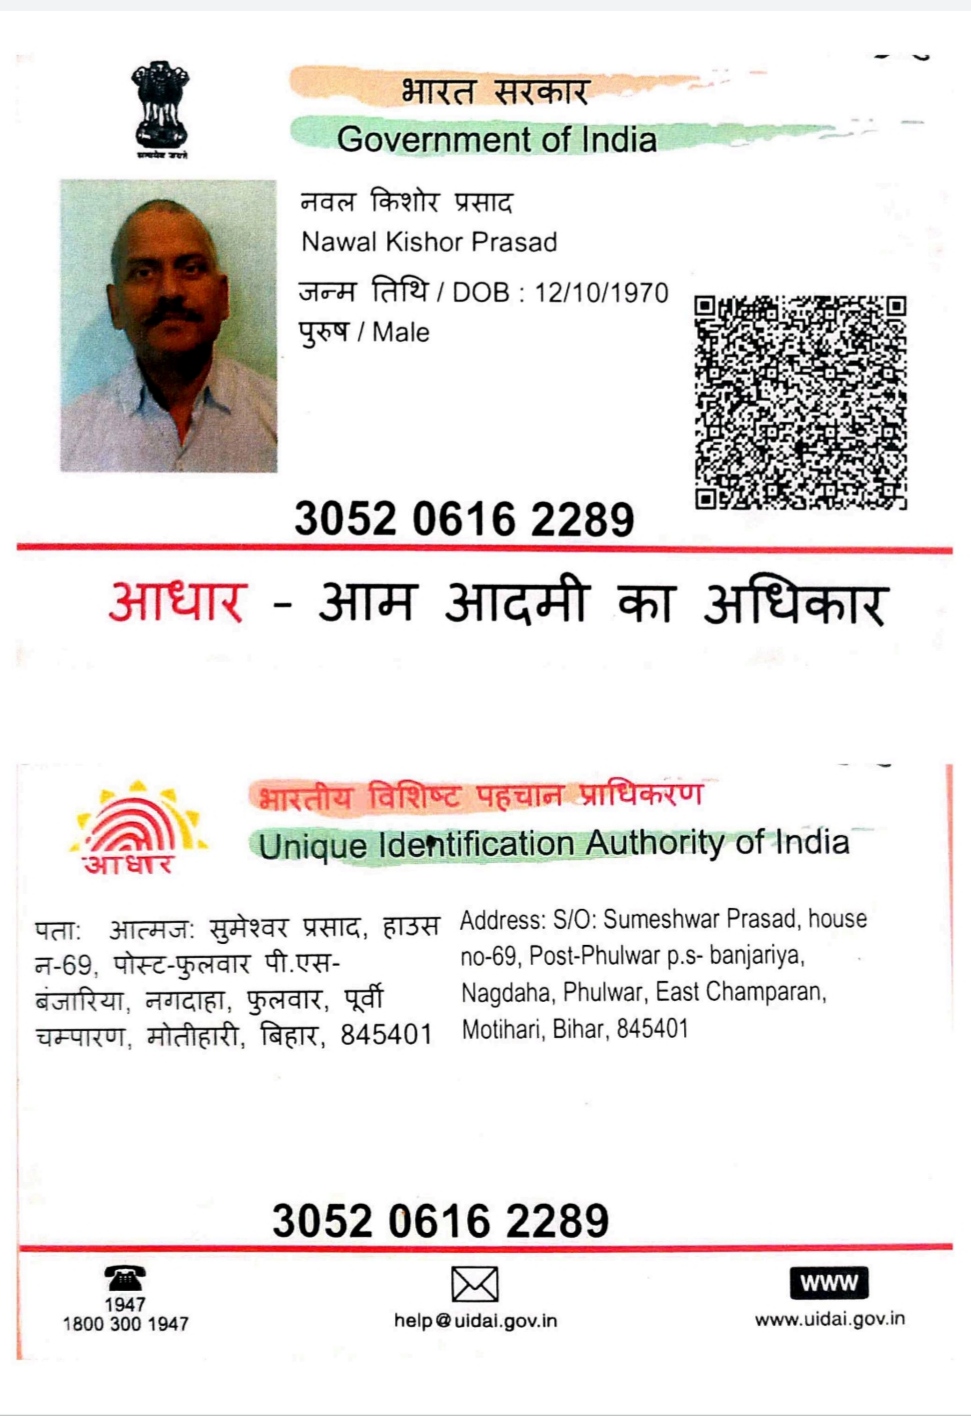 सत्यमेव जयते
भारत सरकार
Government of India
नवल किशोर प्रसाद
Nawal Kishor Prasad
जन्म तिथि / DOB : 12/10/1970
पुरुष / Male
3052 0616 2289
आधार - आम आदमी का अधिकार
भारतीय विशिष्ट पहचान प्राधिकरण
Unique Identification Authority of India
आधार
पता: आत्मज: सुमेश्वर प्रसाद, हाउस
न-69, पोस्ट-फुलवार पी.एस-
बंजारिया, नगदाहा, फुलवार, पूर्वी
चम्पारण, मोतीहारी, बिहार, 845401
Address: S/O: Sumeshwar Prasad, house
no-69, Post-Phulwar p.s- banjariya,
Nagdaha, Phulwar, East Champaran,
Motihari, Bihar, 845401
3052 0616 2289
1947
1800 300 1947
help@uidai.gov.in
www
www.uidai.gov.in